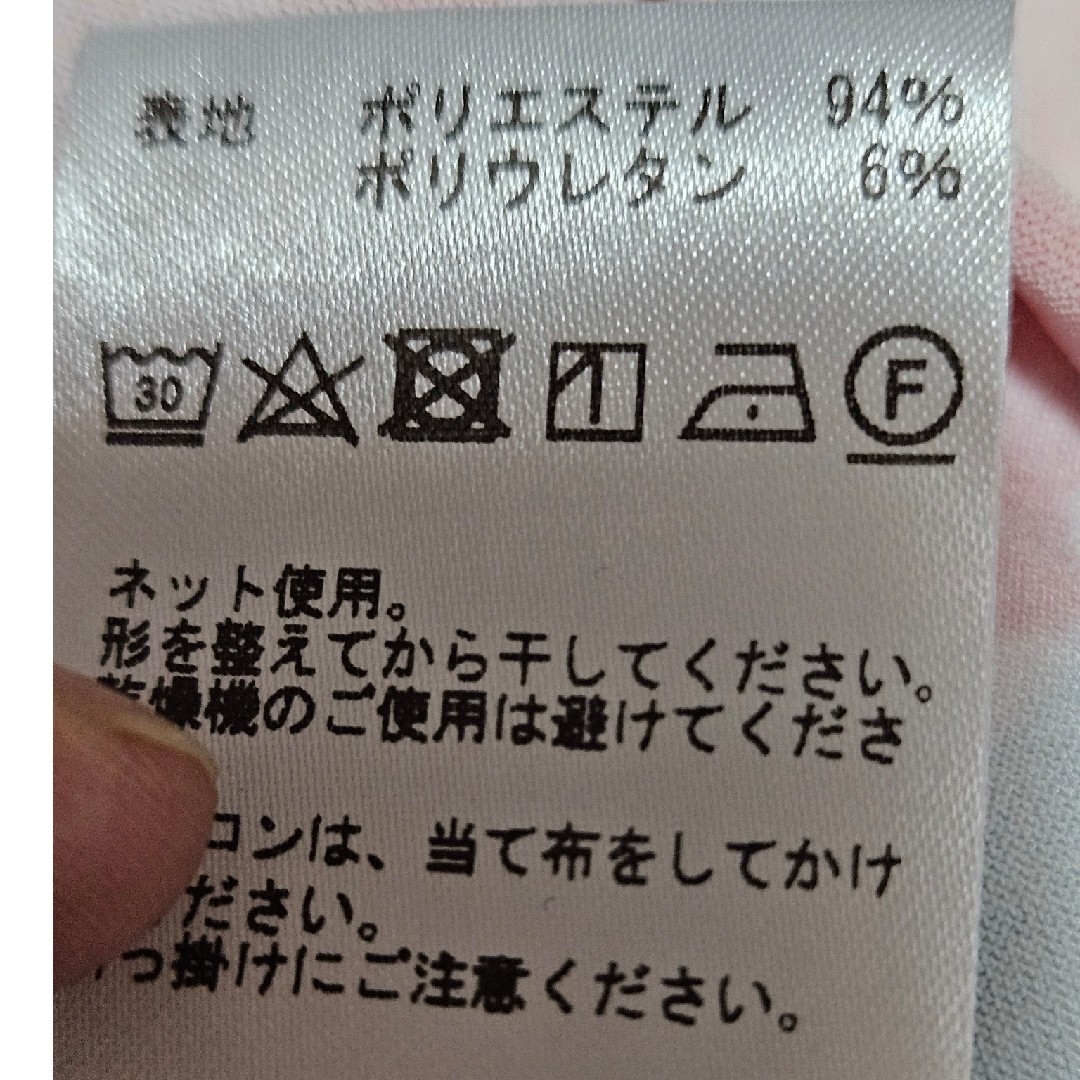 表地 ポリエステル 94%
ポリウレタン 6%
30 F
ネット使用。
形を整えてから干してください。
乾燥機のご使用は避けてくださ
コンは、当て布をしてかけ
ださい。
っ掛けにご注意ください。